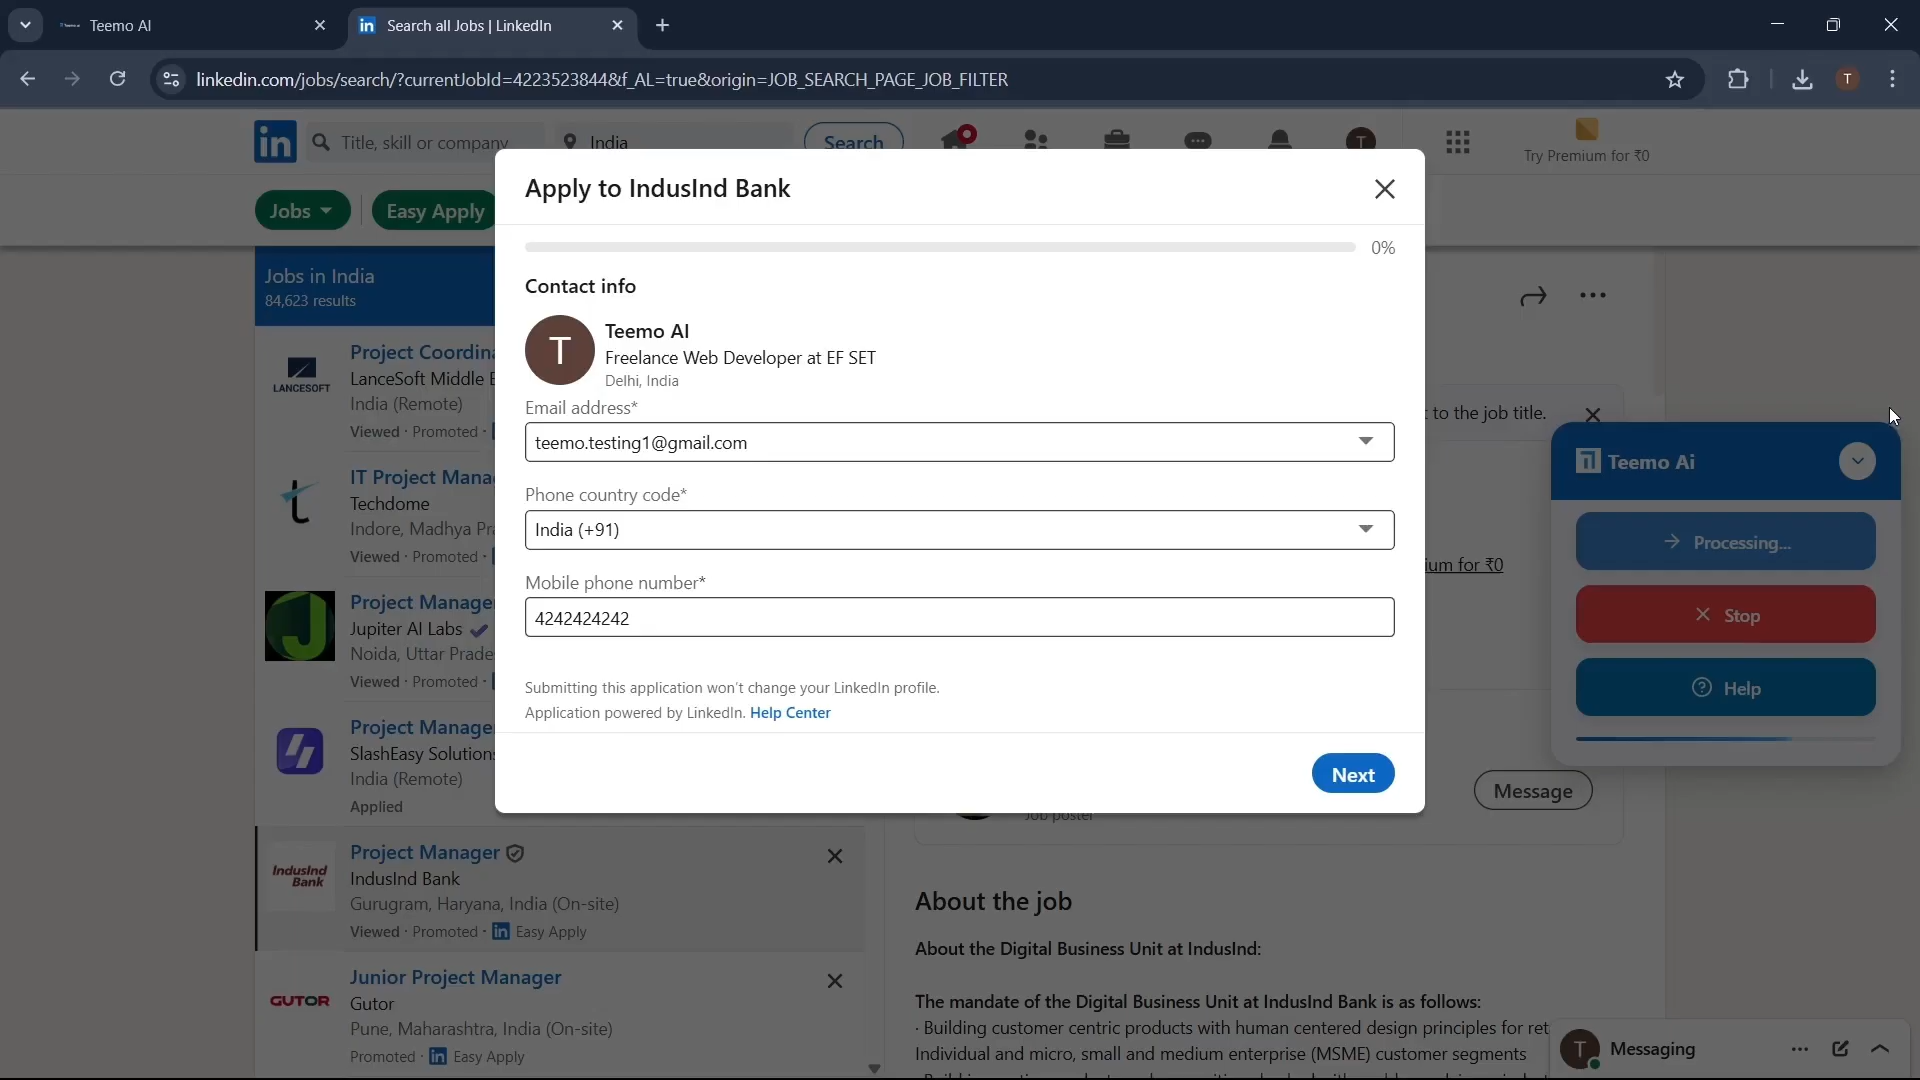 Teemo AI
in Search all Jobs | LinkedIn
linkedin.com/jobs/search/?currentJobId=4223523844&f_AL=true&origin=JOB_SEARCH_PAGE_JOB_FILTER
T
in
Title, skill or company
India
Search
T
Try Premium for ₹0
Jobs
Easy Apply
Jobs in India
84,623 results
LANCESOFT
Project Coordina
LanceSoft Middle E
India (Remote)
Viewed · Promoted ·
IT Project Mana
Techdome
Indore, Madhya Pra
Viewed · Promoted ·
Project Manage
Jupiter AI Labs
Noida, Uttar Prade
Viewed · Promoted ·
Project Manage
SlashEasy Solution
India (Remote)
Applied
IndusInd
Bank
Project Manager
IndusInd Bank
Gurugram, Haryana, India (On-site)
Viewed · Promoted · in Easy Apply
GUTOR
Junior Project Manager
Gutor
Pune, Maharashtra, India (On-site)
Promoted · in Easy Apply
Apply to IndusInd Bank
0%
Contact info
T
Teemo AI
Freelance Web Developer at EF SET
Delhi, India
Email address*
teemo.testing1@gmail.com
Phone country code*
India (+91)
Mobile phone number*
4242424242
Submitting this application won't change your LinkedIn profile.
Application powered by LinkedIn. Help Center
Next
to the job title.
ium for ₹0
Message
Job poster
About the job
About the Digital Business Unit at IndusInd:
The mandate of the Digital Business Unit at IndusInd Bank is as follows:
· Building customer centric products with human centered design principles for ret
Individual and micro, small and medium enterprise (MSME) customer segments
Teemo Ai
Processing...
Stop
Help
T
Messaging